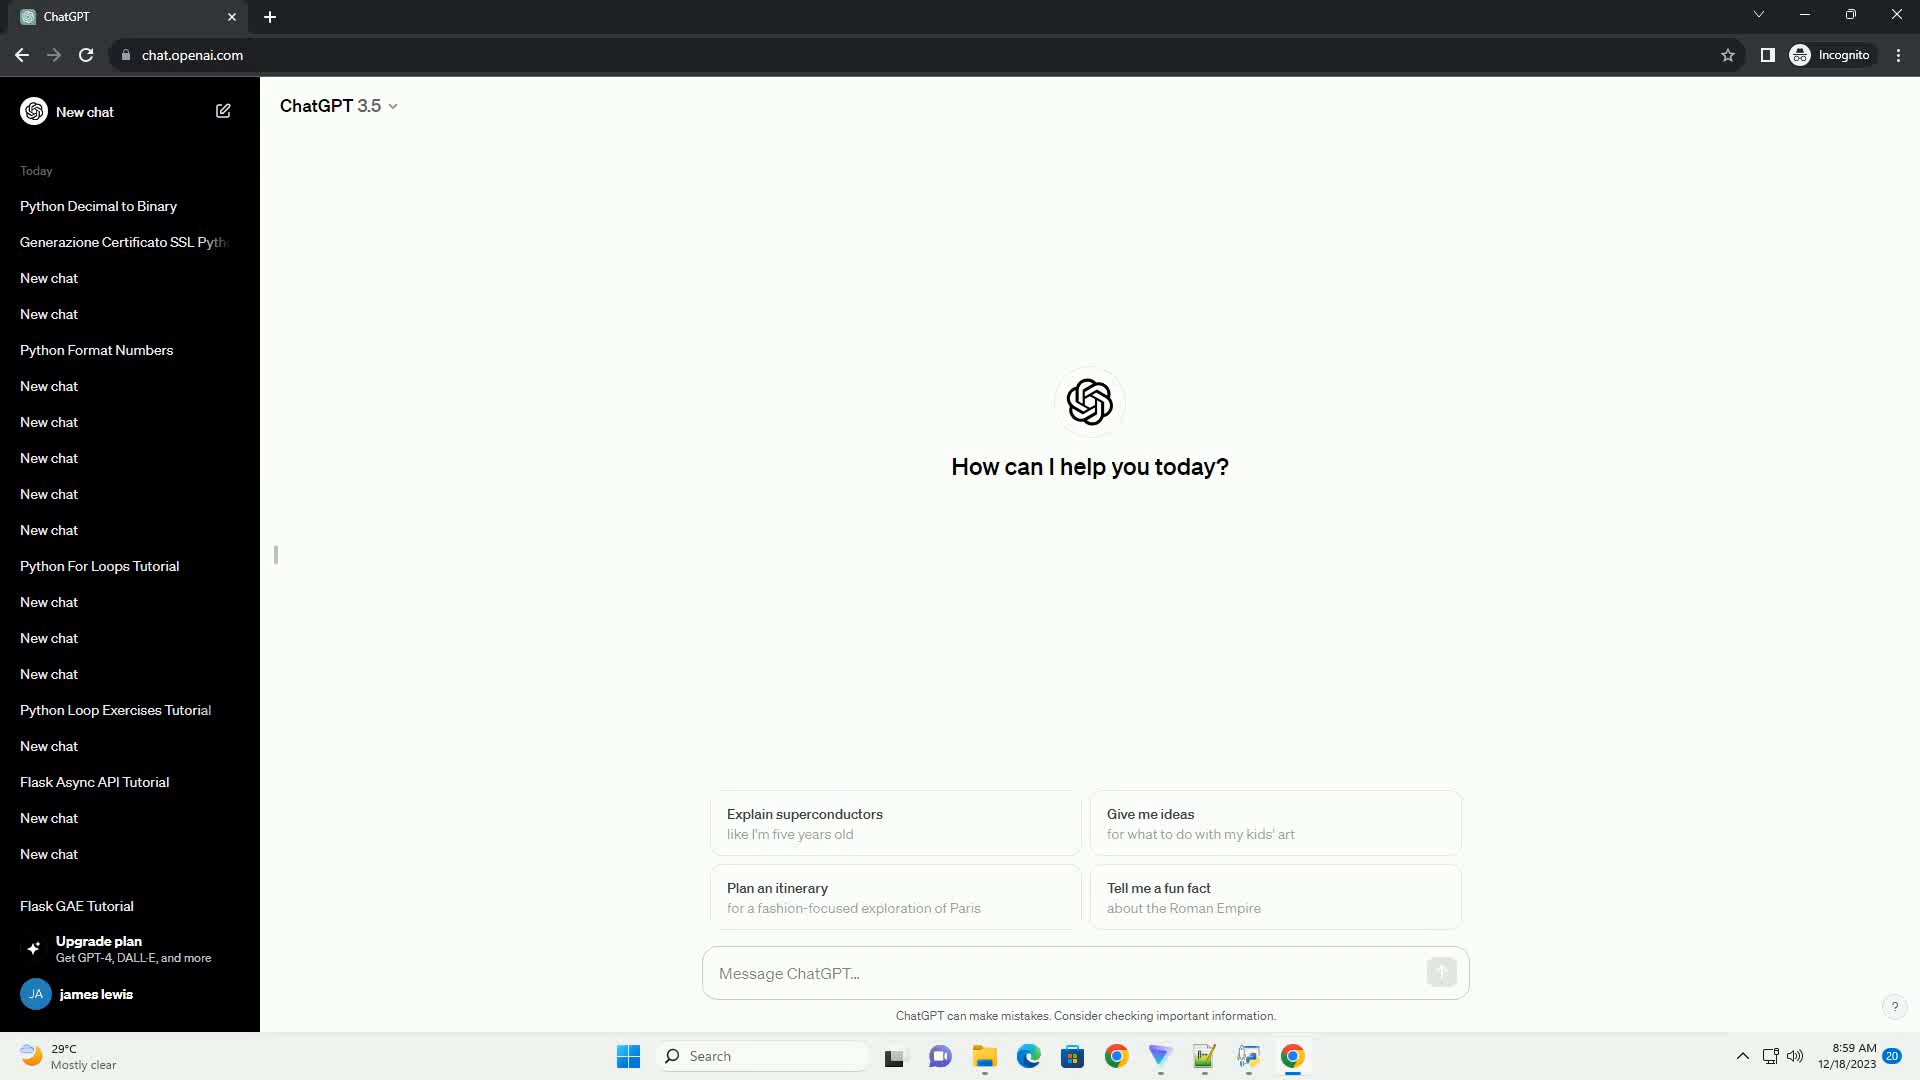 ChatGPT
chat.openai.com
Incognito
New chat
Today
Python Decimal to Binary
Generazione Certificato SSL Pyth
New chat
New chat
Python Format Numbers
New chat
New chat
New chat
New chat
New chat
Python For Loops Tutorial
New chat
New chat
New chat
Python Loop Exercises Tutorial
New chat
Flask Async API Tutorial
New chat
New chat
Flask GAE Tutorial
Upgrade plan
Get GPT-4, DALL·E, and more
JA
james lewis
ChatGPT 3.5
How can I help you today?
Explain superconductors
like I'm five years old
Give me ideas
for what to do with my kids' art
Plan an itinerary
for a fashion-focused exploration of Paris
Tell me a fun fact
about the Roman Empire
Message ChatGPT...
ChatGPT can make mistakes. Consider checking important information.
?
29°C
Mostly clear
Search
8:59 AM
12/18/2023
20